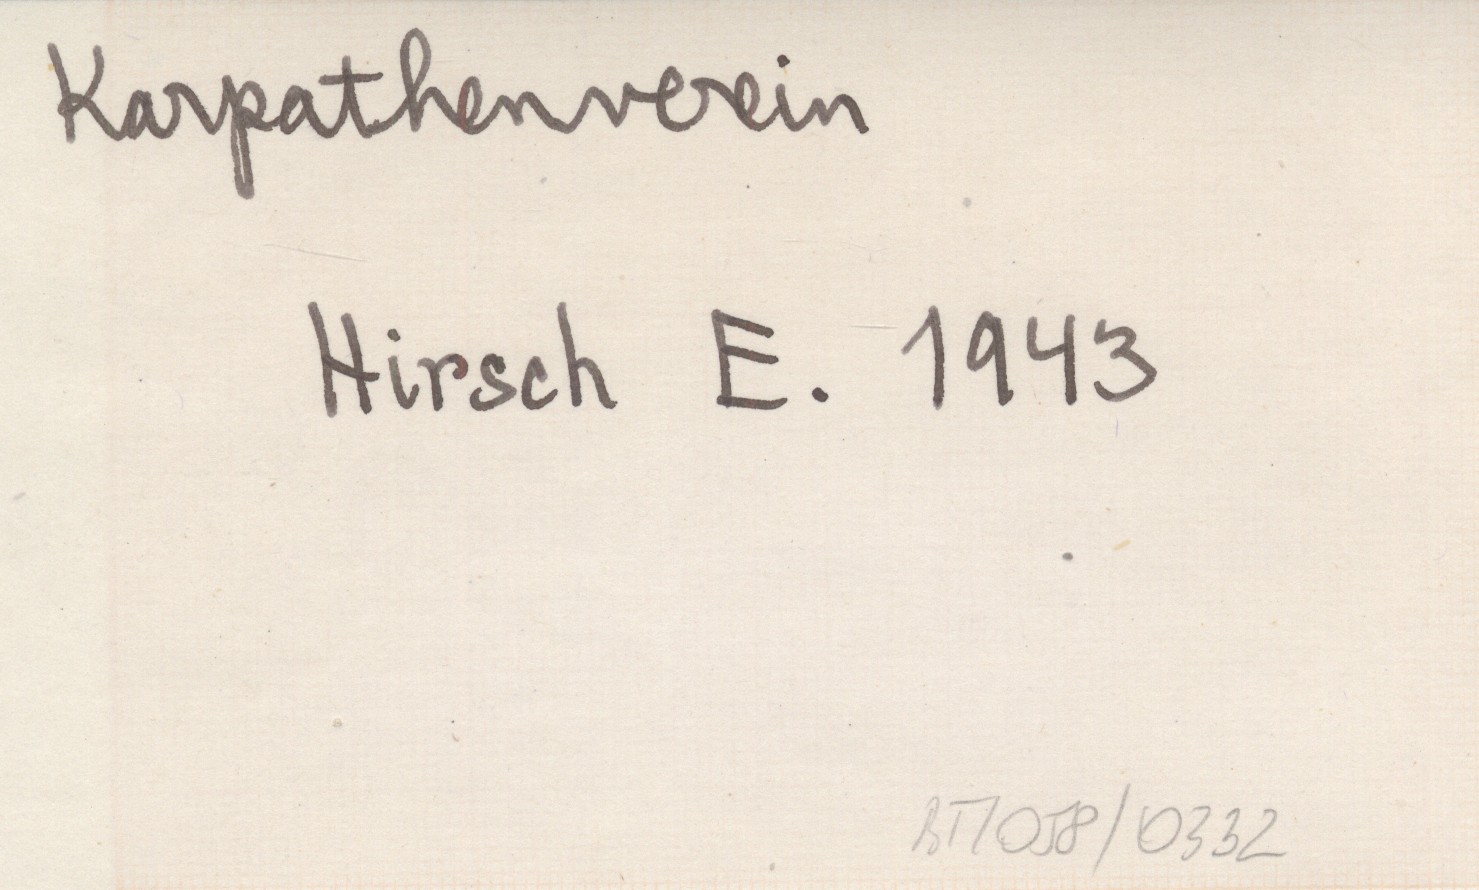 Karpathenverein
Hirsch E. 1943
BT/058/0332